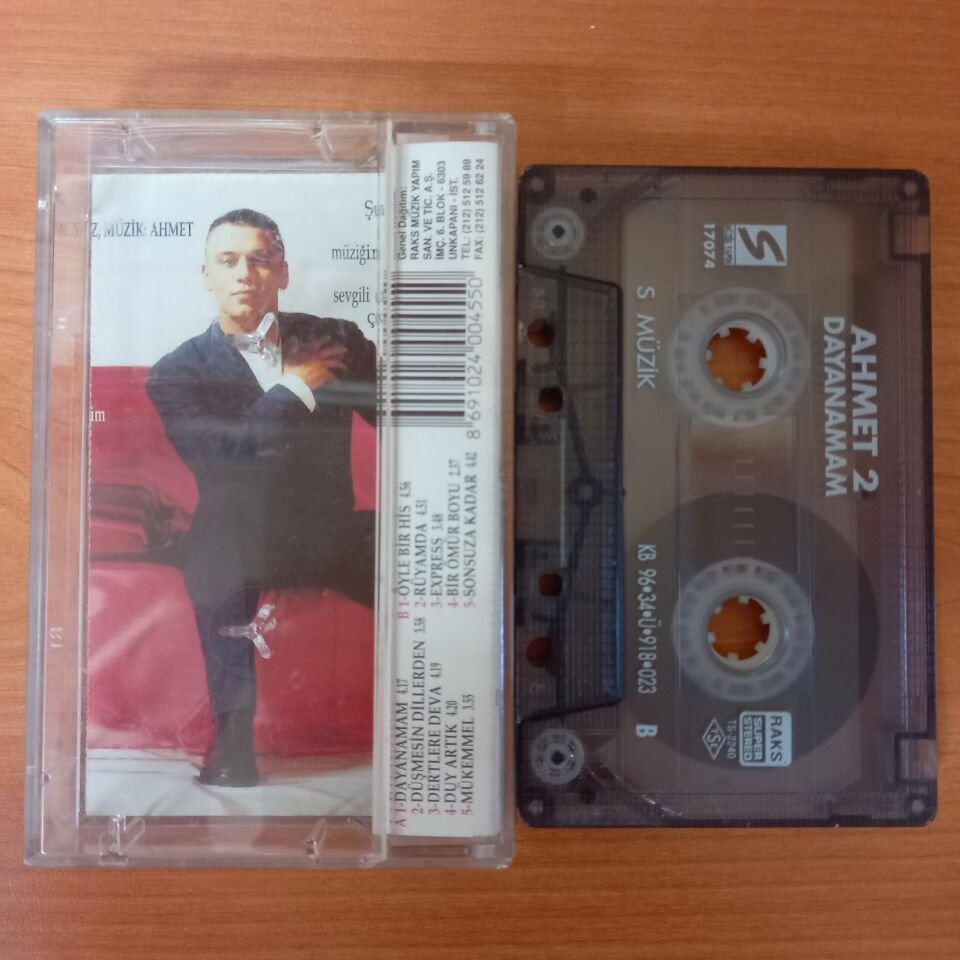 Z, MÜZİK: AHMET
müziğin
sevgili
im
Genel Dağıtım:
RAKS MÜZİK YAPIM
SAN. VE TİC. A.Ş.
İMÇ. 6. BLOK - 6303
UNKAPANI - İST.
TEL: (212) 512 59 89
FAX: (212) 512 62 24
8 691024 004550
A 1-DAYANAMAM 4.17
2-DÜŞMESİN DİLLERDEN 3.58
3-DERTLERE DEVA 4.19
4-DUY ARTIK 4.20
5-MÜKEMMEL 3.55
B 1-ÖYLE BİR HİS 4.56
2-RÜYAMDA 4.51
3-EXPRESS 3.48
4-BİR ÖMÜR BOYU 2.37
5-SONSUZA KADAR 4.42
S
17074
AHMET 2
DAYANAMAM
S MÜZİK
KB 96•34•Ü•918•023
B
RAKS
SUPER
STEREO
TS-2240
TSE